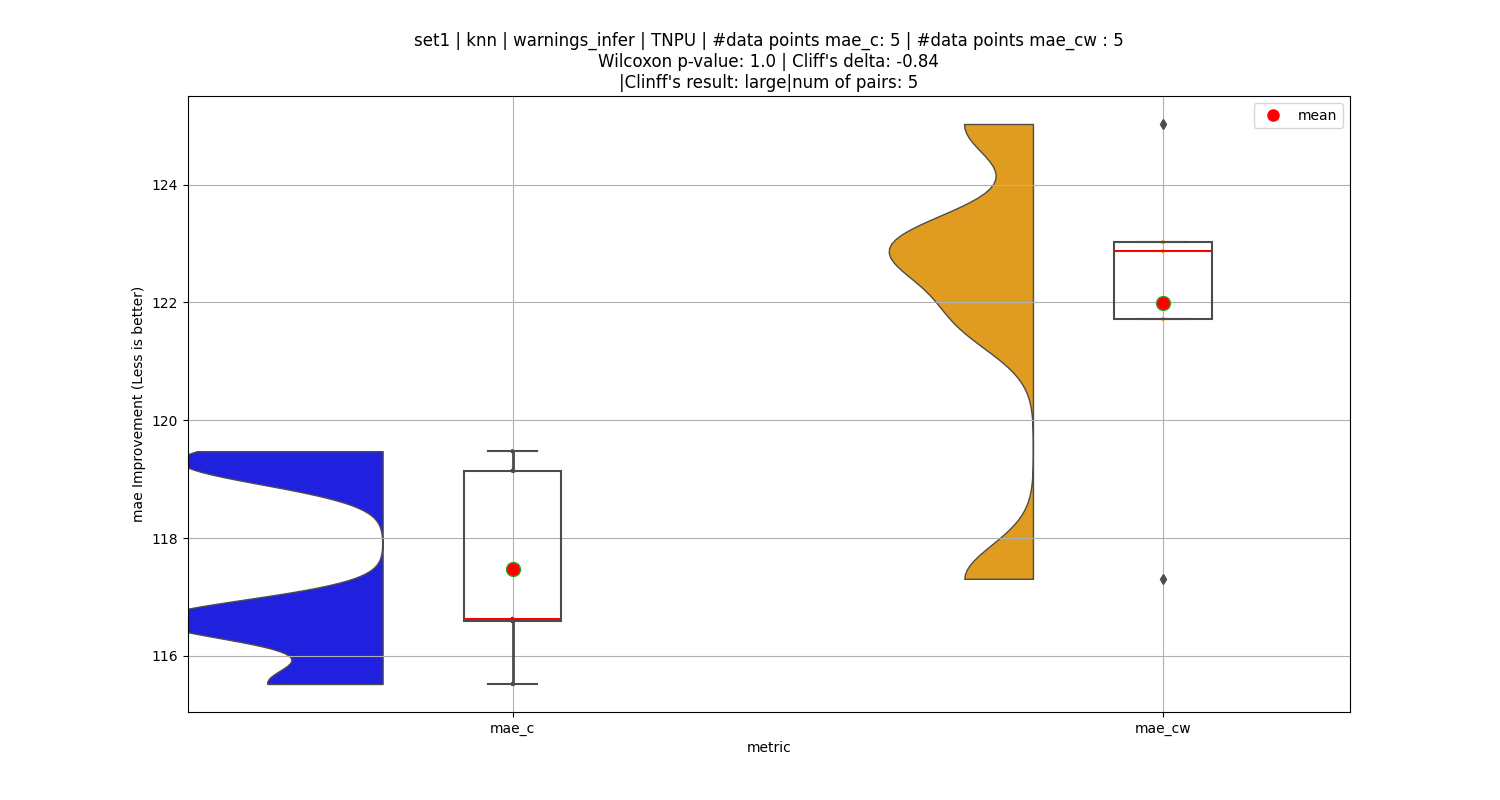 set1 | knn | warnings_infer | TNPU | #data points mae_c: 5 | #data points mae_cw : 5
Wilcoxon p-value: 1.0 | Cliff's delta: -0.84
|Clinff's result: large|num of pairs: 5
mean
124
122
120
118
116
mae Improvement (Less is better)
mae_c
mae_cw
metric